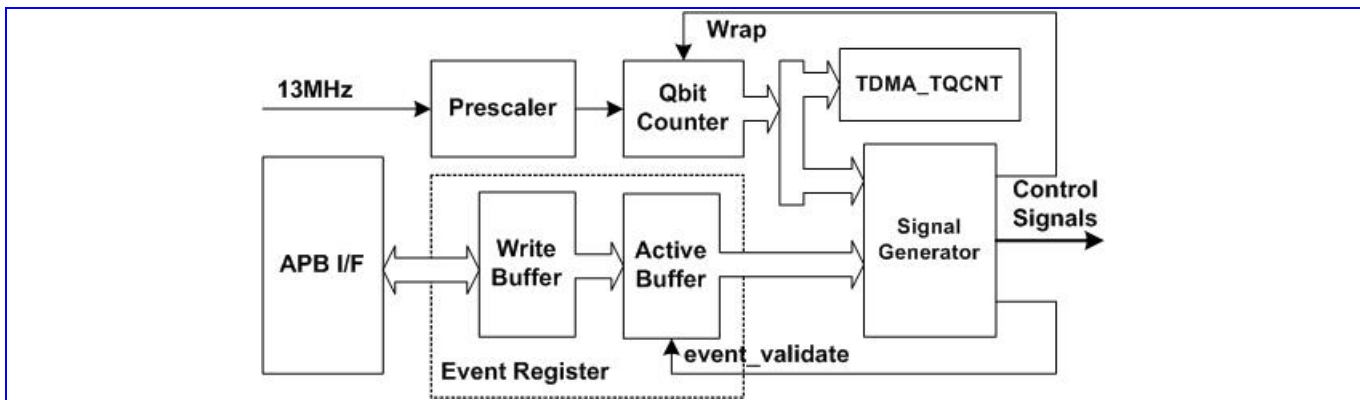 Wrap
13MHz
Prescaler
Qbit
Counter
TDMA_TQCNT
APB I/F
Write
Buffer
Active
Buffer
Signal
Generator
Control
Signals
event_validate
Event Register